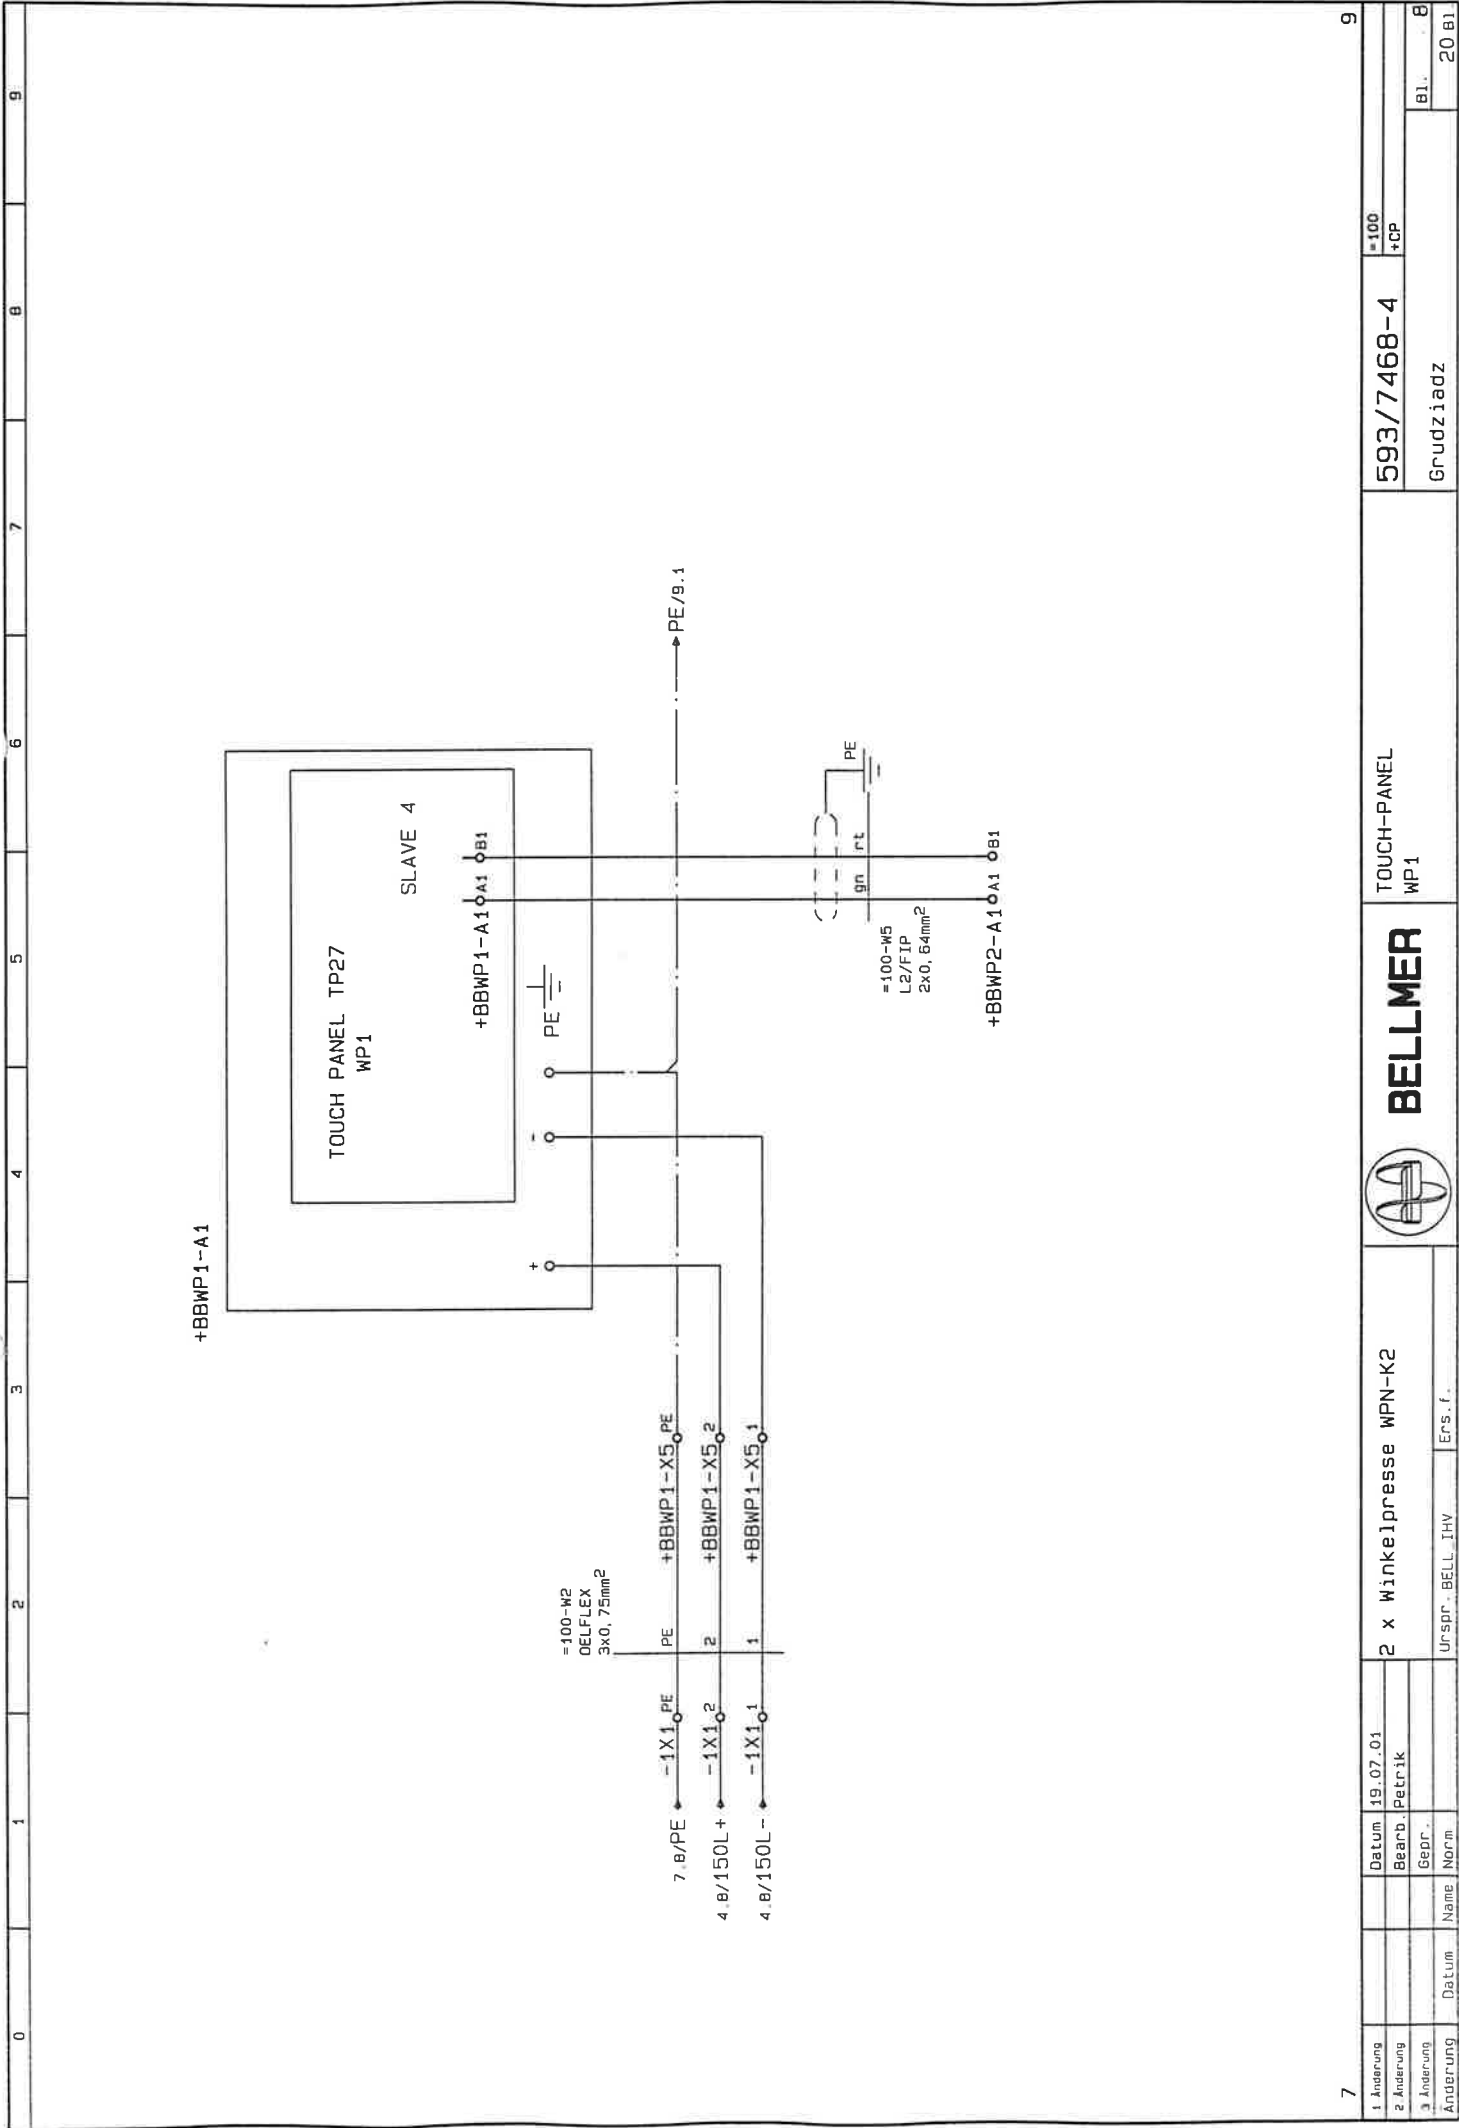 0 1 2 3 4 5 6 7 8 9
+BBWP1-A1
TOUCH PANEL TP27
WP1
SLAVE 4
+BBWP1-A1 A1 B1
+ - PE
=100-W2
OELFLEX
3x0,75mm²
7.8/PE -1X1 PE PE +BBWP1-X5 PE PE/9.1
4.8/150L+ -1X1 2 2 +BBWP1-X5 2
4.8/150L- -1X1 1 1 +BBWP1-X5 1
PE
gn rt
=100-W5
L2/FIP
2x0,64mm²
+BBWP2-A1 A1 B1
7 9
1 Änderung Datum 19.07.01 2 x Winkelpresse WPN-K2 BELLMER TOUCH-PANEL 593/7468-4 =100
2.Änderung Bearb. Petrik WP1 +CP
3 Änderung Gepr. Bl. 8
Änderung Datum Name Norm Urspr. BELL_IHV Ers.f. Grudziadz 20 Bl